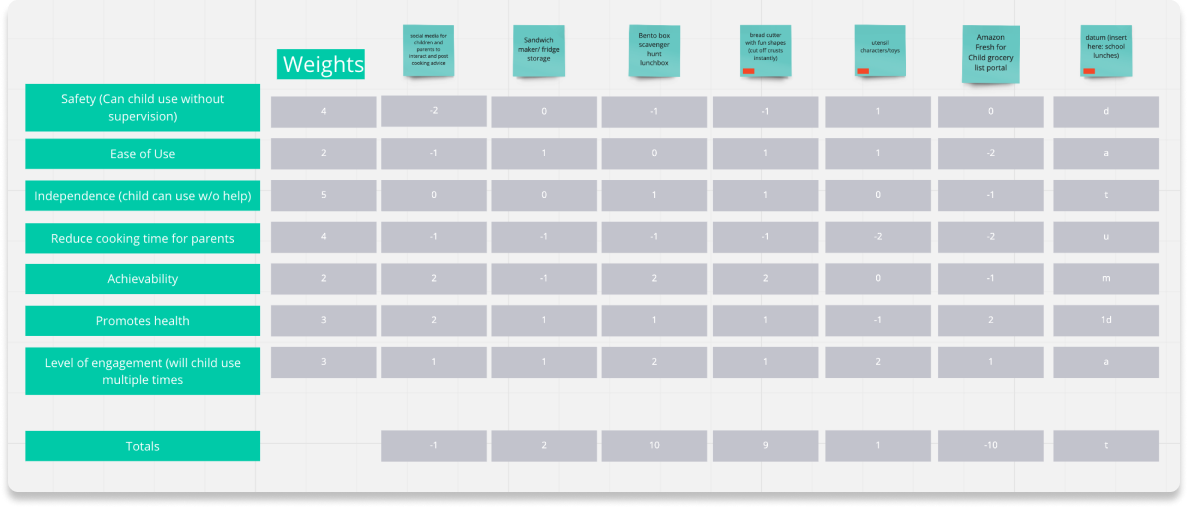 social media for
children and
parents to
interact and post
cooking advice
Sandwich
maker/ fridge
storage
Bento box
scavenger
hunt
lunchbox
bread cutter
with fun shapes
(cut off crusts
instantly)
utensil
characters/toys
Amazon
Fresh for
Child grocery
list portal
datum (Insert
here: school
lunches)
Weights
Safety (Can child use without
supervision)
4 -2 0 -1 -1 1 0 d
Ease of Use 2 -1 1 0 1 1 -2 a
Independence (child can use w/o help) 5 0 0 1 1 0 -1 t
Reduce cooking time for parents 4 -1 -1 -1 -1 -2 -2 u
Achievability 2 2 -1 2 2 0 -1 m
Promotes health 3 2 1 1 1 -1 2 1d
Level of engagement (will child use
multiple times
3 1 1 2 1 2 1 a
Totals -1 2 10 9 1 -10 t